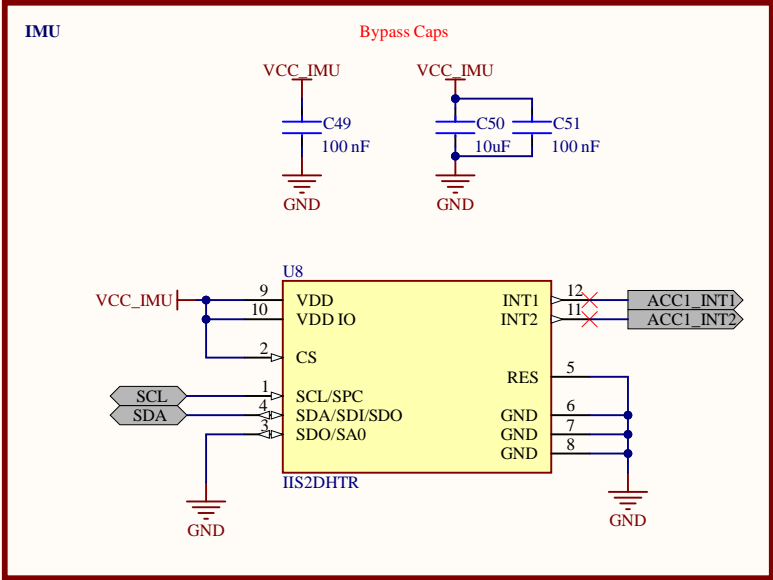 IMU
Bypass Caps
VCC_IMU
VCC_IMU
C49
100 nF
C50
10uF
C51
100 nF
GND
GND
U8
VCC_IMU
9
VDD
10
VDD IO
2
CS
SCL
1
SCL/SPC
SDA
4
SDA/SDI/SDO
3
SDO/SA0
INT1
12
ACC1_INT1
INT2
11
ACC1_INT2
RES
5
GND
6
GND
7
GND
8
IIS2DHTR
GND
GND